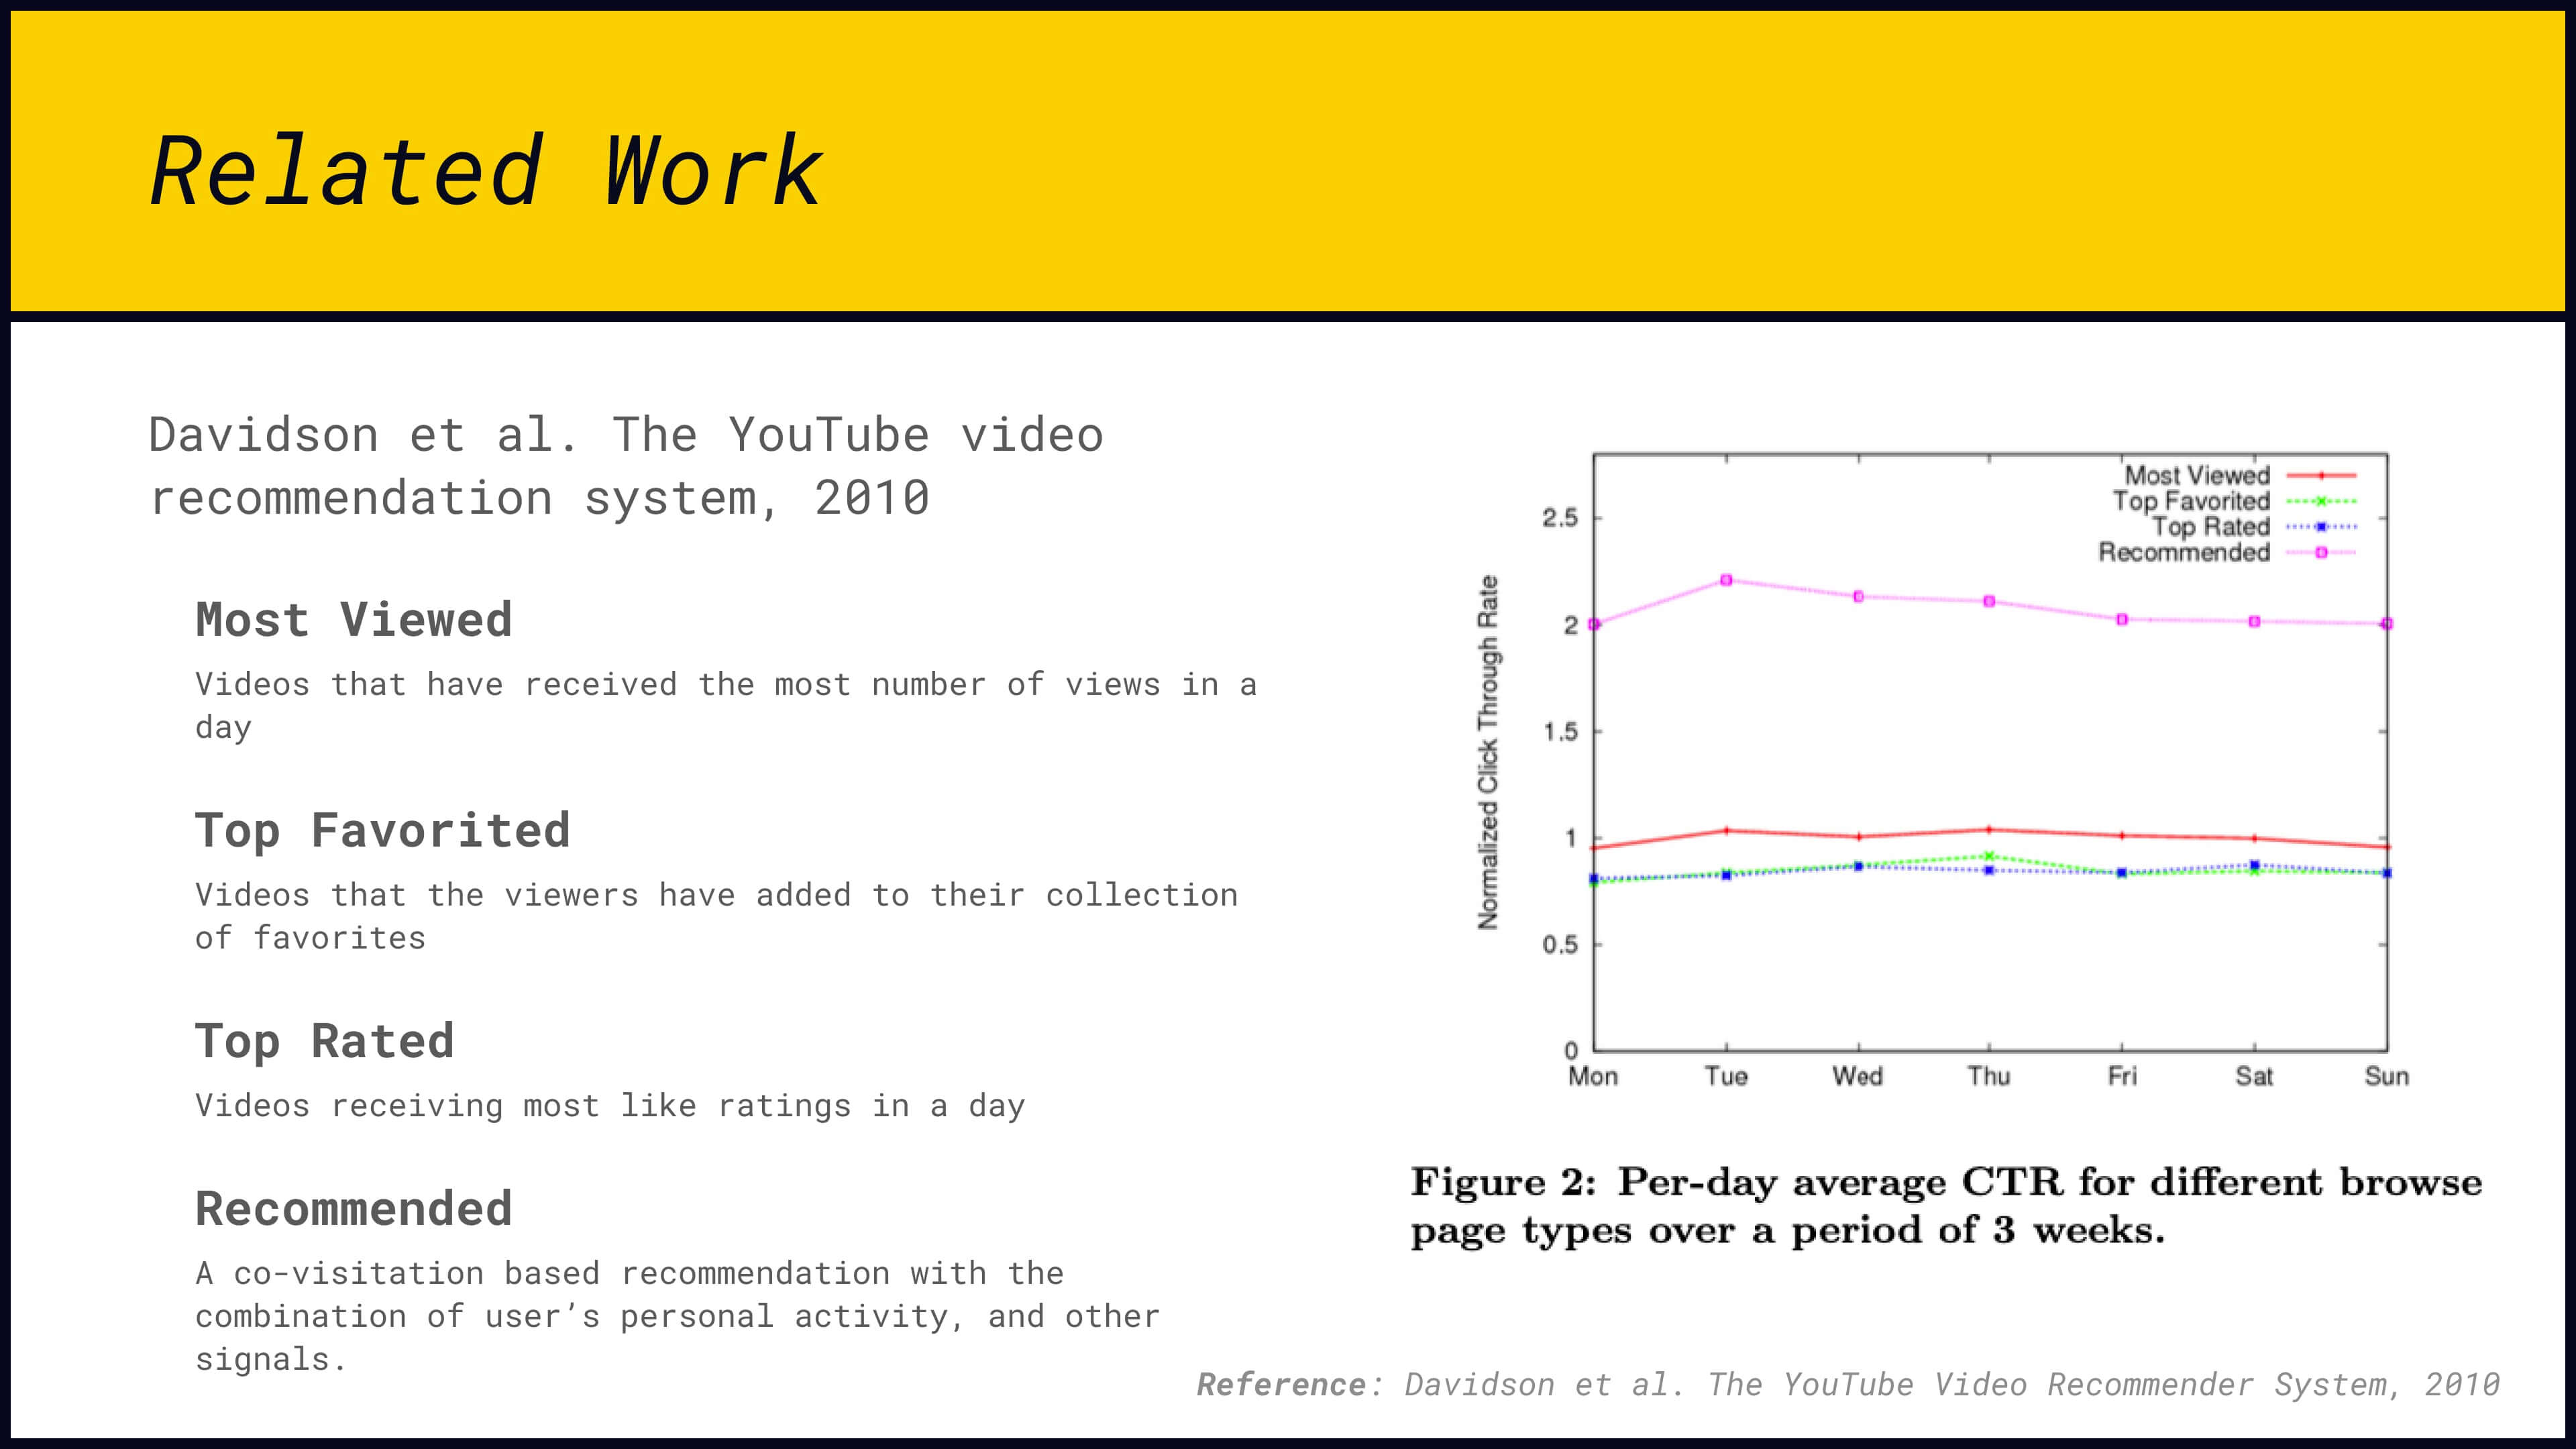 Related Work
Davidson et al. The YouTube video
recommendation system, 2010
Most Viewed
Videos that have received the most number of views in a
day
Top Favorited
Videos that the viewers have added to their collection
of favorites
Top Rated
Videos receiving most like ratings in a day
Recommended
A co-visitation based recommendation with the
combination of user’s personal activity, and other
signals.
Most Viewed
Top Favorited
Top Rated
Recommended
Normalized Click Through Rate
2.5
2
1.5
1
0.5
0
Mon Tue Wed Thu Fri Sat Sun
Figure 2: Per-day average CTR for different browse
page types over a period of 3 weeks.
Reference: Davidson et al. The YouTube Video Recommender System, 2010